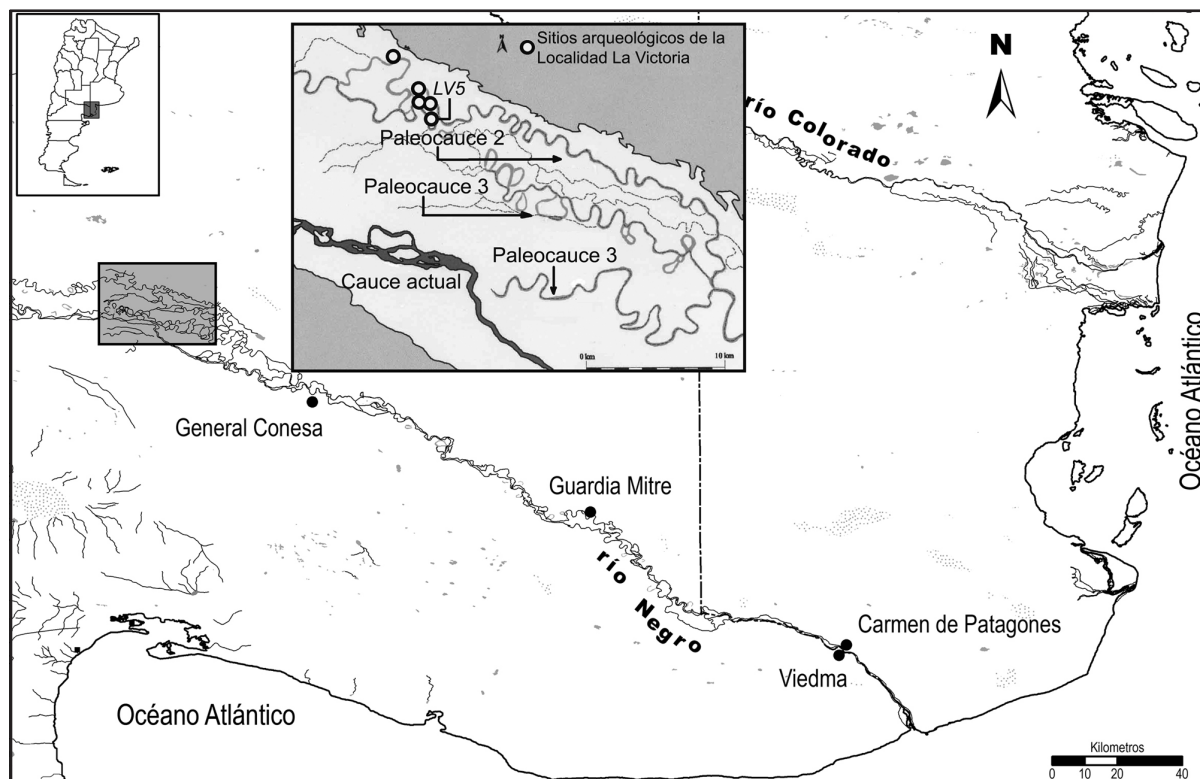 N
Sitios arqueológicos de la
Localidad La Victoria
LV5
Paleocauce 2
Paleocauce 3
Paleocauce 3
Cauce actual
0 km
10 km
N
río Colorado
Océano Atlántico
General Conesa
Guardia Mitre
río Negro
Carmen de Patagones
Viedma
Océano Atlántico
Kilometros
0 10 20 40